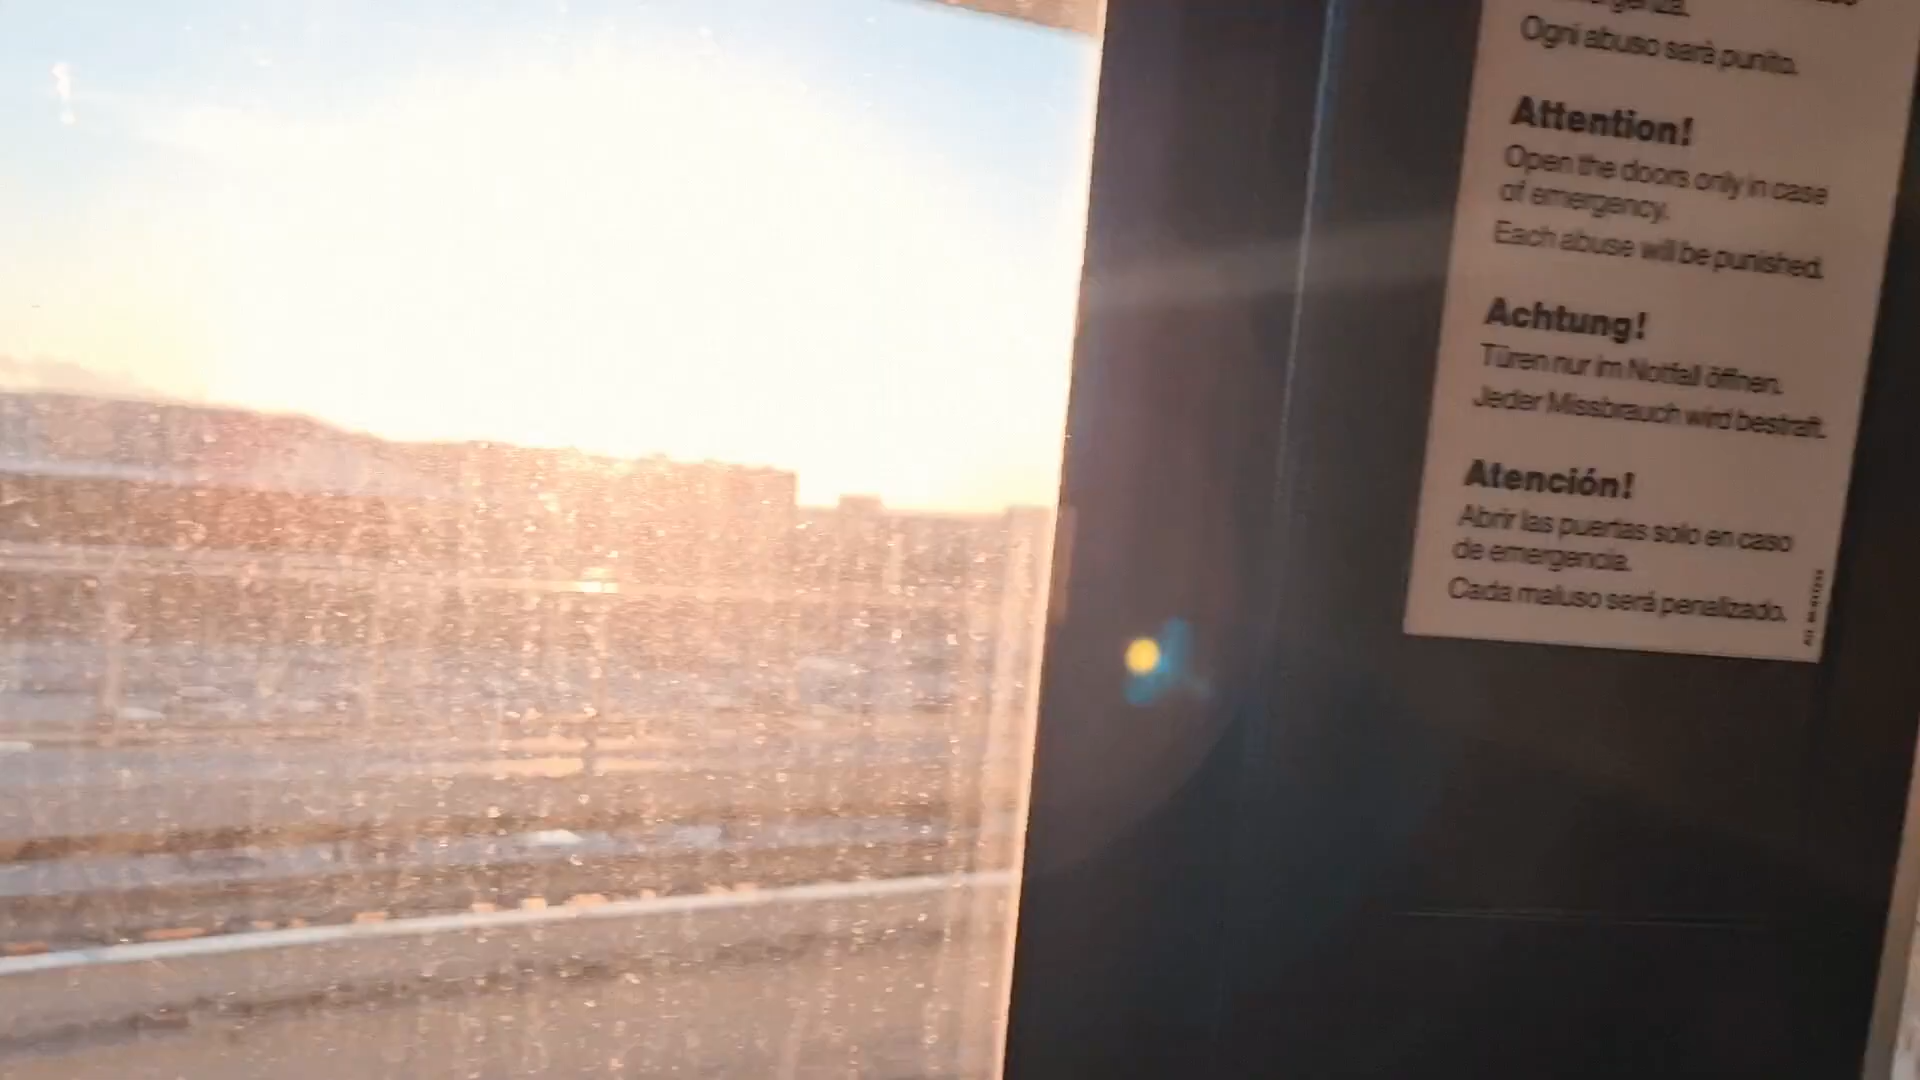 Ogni abuso sarà punito.
Attention!
Open the doors only in case
of emergency.
Each abuse will be punished.
Achtung!
Türen nur im Notfall öffnen.
Jeder Missbrauch wird bestraft.
Atención!
Abrir las puertas solo en caso
de emergencia.
Cada maluso será penalizado.